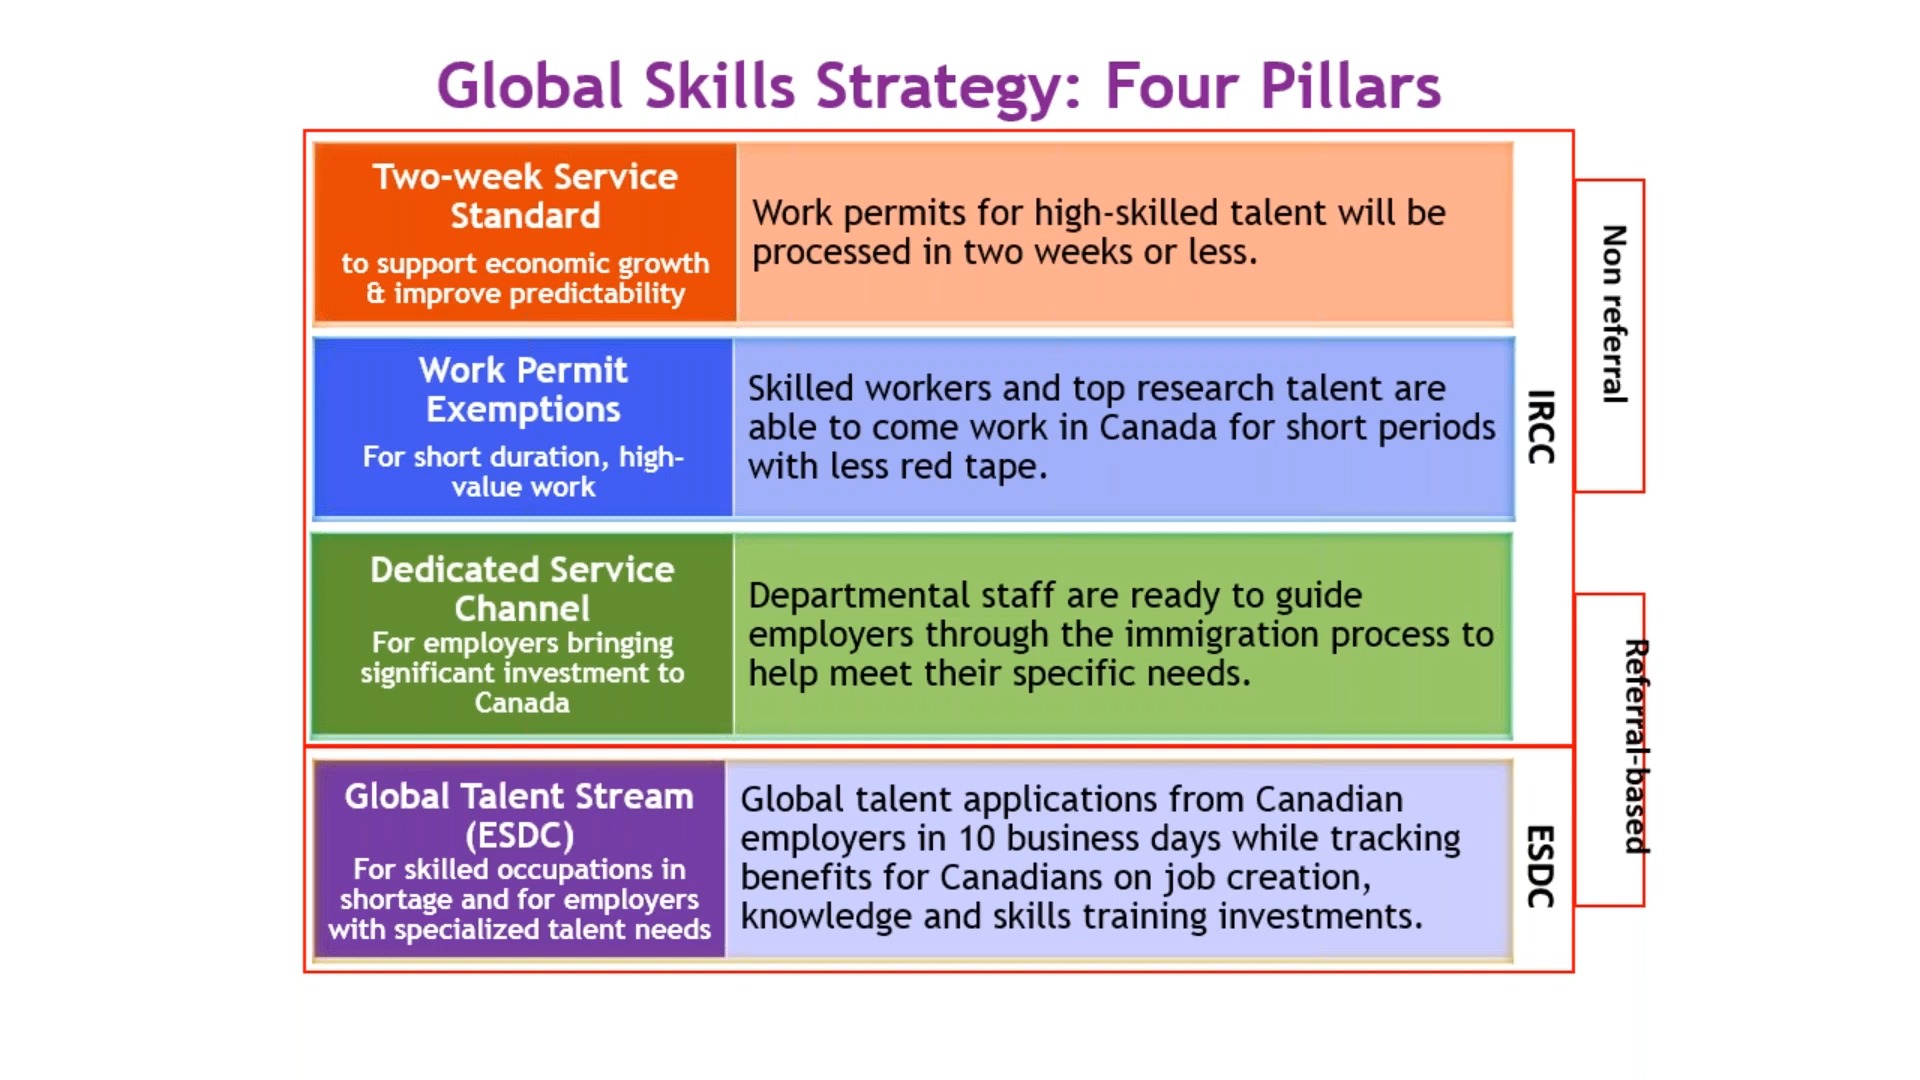 Global Skills Strategy: Four Pillars
Two-week Service
Standard
to support economic growth
& improve predictability
Work permits for high-skilled talent will be
processed in two weeks or less.
Work Permit
Exemptions
For short duration, high-
value work
Skilled workers and top research talent are
able to come work in Canada for short periods
with less red tape.
Dedicated Service
Channel
For employers bringing
significant investment to
Canada
Departmental staff are ready to guide
employers through the immigration process to
help meet their specific needs.
IRCC
Non referral
Global Talent Stream
(ESDC)
For skilled occupations in
shortage and for employers
with specialized talent needs
Global talent applications from Canadian
employers in 10 business days while tracking
benefits for Canadians on job creation,
knowledge and skills training investments.
ESDC
Referral-based